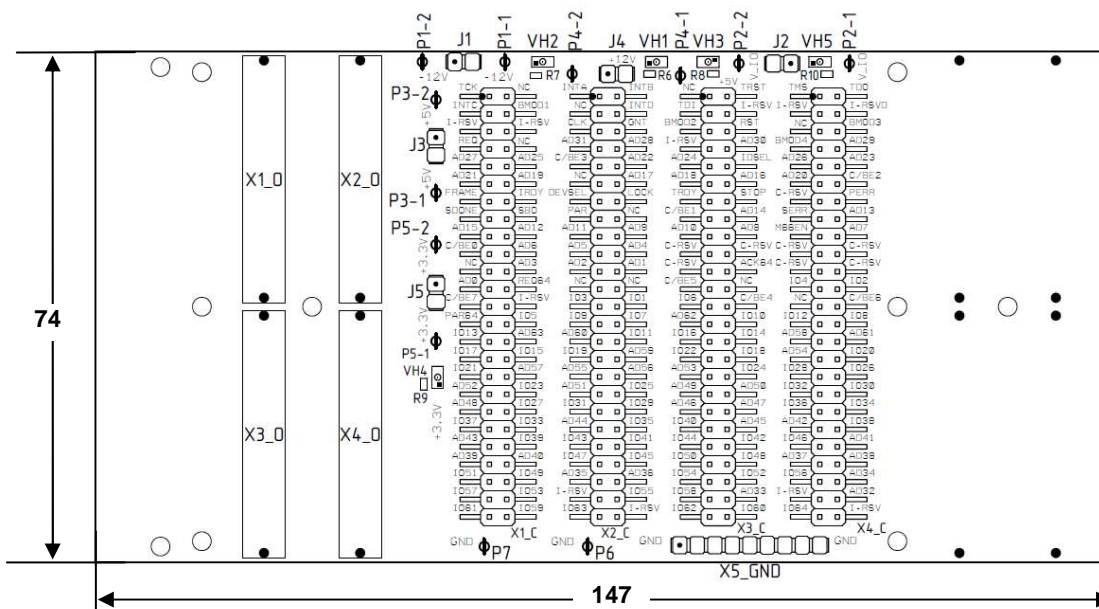 P1-2 J1 P1-1 VH2 P4-2 J4 VH1 P4-1 VH3 P2-2 J2 VH5 P2-1
+12V V_IO V_IO
-12V -12V R7 R6 R8 +5V R10
TCK NC INTA INTB NC TRST TMS TDO
P3-2 INTC BMOD1 NC INTD TDI I-RSV I-RSV I-RSVD
+5V I-RSV I-RSV CLK GNT BMOD2 RST NC BMOD3
J3 REQ NC AD31 AD28 I-RSV AD30 BMOD4 AD29
AD27 AD25 C/BE3 AD22 AD24 IDSEL AD26 AD23
X1_0 X2_0 +5V AD21 AD19 NC AD17 AD18 AD16 AD20 C/BE2
P3-1 FRAME IRDY DEVSEL LOCK TRDY STOP C-RSV PERR
SDONE SBO PAR NC C/BE1 AD14 SERR AD13
P5-2 AD15 AD12 AD11 AD9 AD10 AD8 M66EN AD7
+3.3V C/BE0 AD6 AD5 AD4 C-RSV C-RSV C-RSV C-RSV
NC AD3 AD2 AD1 C-RSV ACK64 C-RSV C-RSV
J5 AD0 REQ64 NC NC C/BE5 NC IO4 IO2
C/BE7 I-RSV IO3 IO1 IO6 C/BE4 NC C/BE6
74 +3.3V PAR64 IO5 IO9 IO7 AD62 IO10 IO12 IO8
IO13 AD63 AD60 IO11 IO16 IO14 AD58 AD61
P5-1 IO17 IO15 IO19 AD59 IO22 IO18 AD54 IO20
VH4 IO21 AD57 AD55 AD56 AD53 IO24 IO28 IO26
R9 AD52 IO23 AD51 IO25 AD49 AD50 IO32 IO30
+3.3V AD48 IO27 IO31 IO29 AD46 AD47 IO36 IO34
IO37 IO33 AD44 IO35 IO40 AD45 AD42 IO38
X3_0 X4_0 AD43 IO39 IO43 IO41 IO44 IO42 IO46 AD41
AD39 AD40 IO47 IO45 IO50 IO48 AD37 AD38
IO51 IO49 AD35 AD36 IO54 IO52 IO56 AD34
IO57 IO53 I-RSV IO55 IO58 AD33 I-RSV AD32
IO61 IO59 IO63 I-RSV IO62 IO60 IO64 I-RSV
X1_C X2_C X3_C X4_C
GND P7 GND P6 GND GND
X5_GND
147